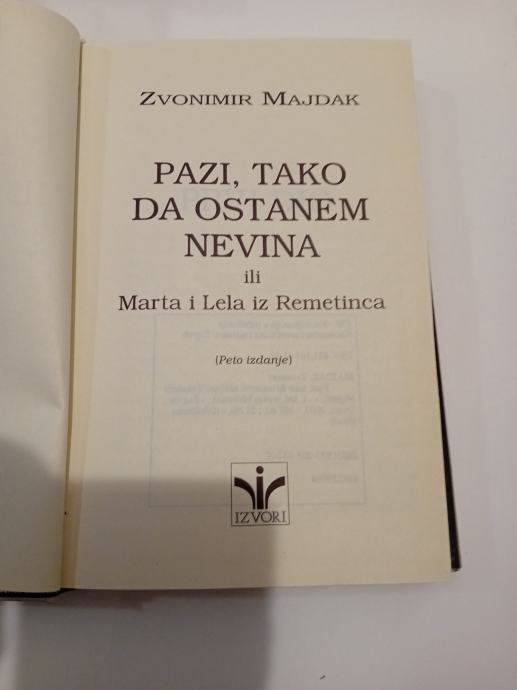 ZVONIMIR MAJDAK
PAZI, TAKO
DA OSTANEM
NEVINA
ili
Marta i Lela iz Remetinca
(Peto izdanje)
IZVORI